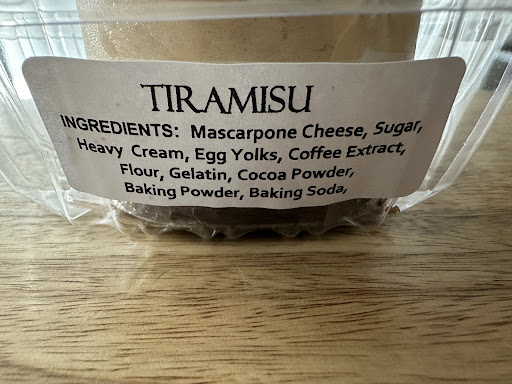 TIRAMISU
INGREDIENTS: Mascarpone Cheese, Sugar,
Heavy Cream, Egg Yolks, Coffee Extract,
Flour, Gelatin, Cocoa Powder,
Baking Powder, Baking Soda,